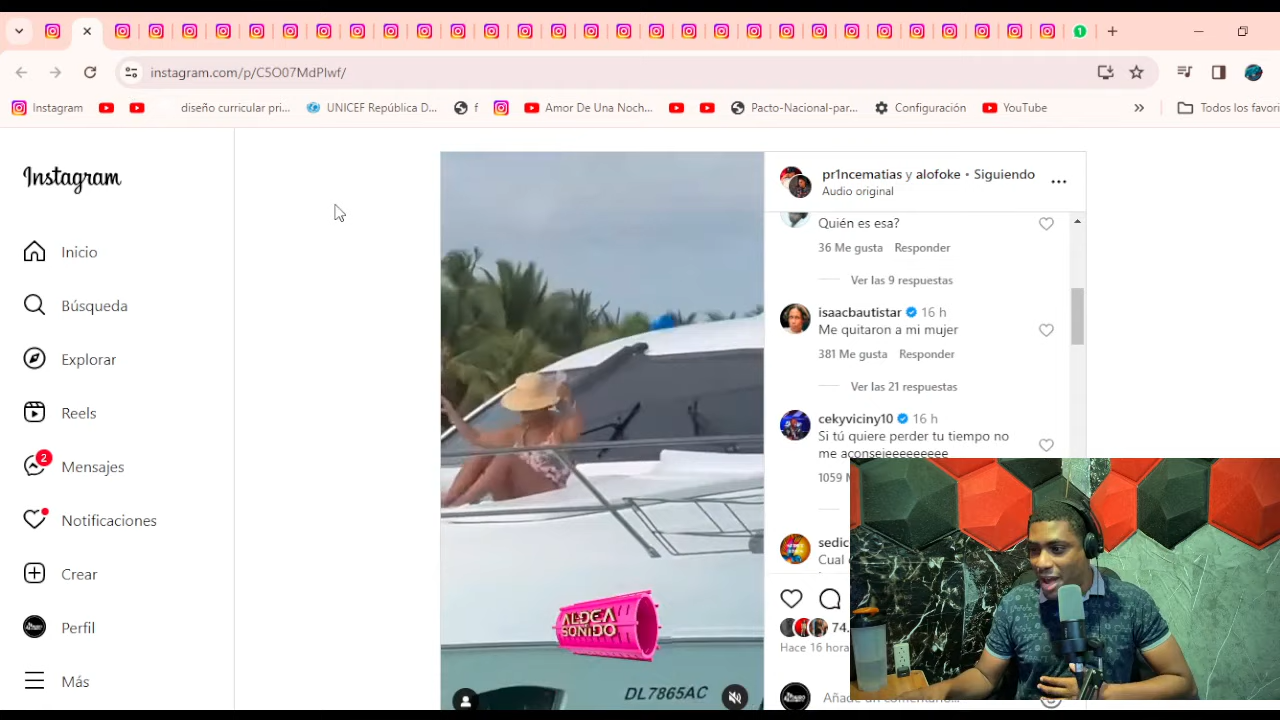 1
instagram.com/p/C5O07MdPlwf/
Instagram
diseño curricular pri...
UNICEF República D...
f
Amor De Una Noch...
Pacto-Nacional-par...
Configuración
YouTube
»
Todos los favori
Instagram
Inicio
Búsqueda
Explorar
Reels
2
Mensajes
Notificaciones
Crear
Perfil
Más
ALDEA
SONIDO
DL7865AC
pr1ncematias y alofoke • Siguiendo
Audio original
Quién es esa?
36 Me gusta Responder
Ver las 9 respuestas
isaacbautistar 16 h
Me quitaron a mi mujer
381 Me gusta Responder
Ver las 21 respuestas
cekyviciny10 16 h
Si tú quiere perder tu tiempo no
me aconsejeeeeeeeee
1059 M
sedic
Cual
74.
Hace 16 hora
Añade un comentario...